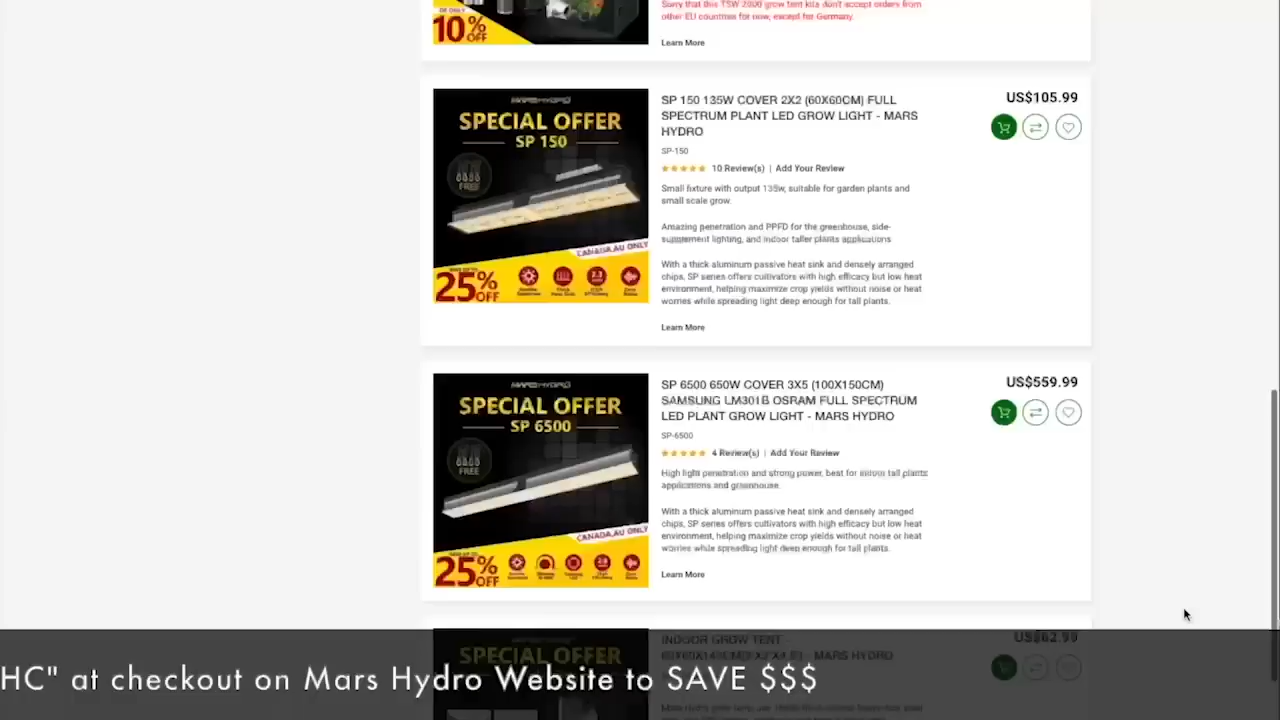 Sorry that this TSW 2000 grow tent kits don't accept orders from
other EU countries for now, except for Germany.
DE ONLY
10% OFF
Learn More
MARS HYDRO
SPECIAL OFFER
SP 150
FREE
CANADA,AU ONLY
25% OFF
SP 150 135W COVER 2X2 (60X60CM) FULL
SPECTRUM PLANT LED GROW LIGHT - MARS
HYDRO
US$105.99
SP-150
10 Review(s) | Add Your Review
Small fixture with output 135w, suitable for garden plants and
small scale grow.
Amazing penetration and PPFD for the greenhouse, side-
supplement lighting, and indoor taller plants applications
With a thick aluminum passive heat sink and densely arranged
chips, SP series offers cultivators with high efficacy but low heat
environment, helping maximize crop yields without noise or heat
worries while spreading light deep enough for tall plants.
Learn More
MARS HYDRO
SPECIAL OFFER
SP 6500
FREE
CANADA,AU ONLY
25% OFF
SP 6500 650W COVER 3X5 (100X150CM)
SAMSUNG LM301B OSRAM FULL SPECTRUM
LED PLANT GROW LIGHT - MARS HYDRO
US$559.99
SP-6500
4 Review(s) | Add Your Review
High light penetration and strong power, best for indoor tall plants
applications and greenhouse.
With a thick aluminum passive heat sink and densely arranged
chips, SP series offers cultivators with high efficacy but low heat
environment, helping maximize crop yields without noise or heat
worries while spreading light deep enough for tall plants.
Learn More
SPECIAL OFFER
INDOOR GROW TENT -
MARS HYDRO
US$62.99
HC" at checkout on Mars Hydro Website to SAVE $$$